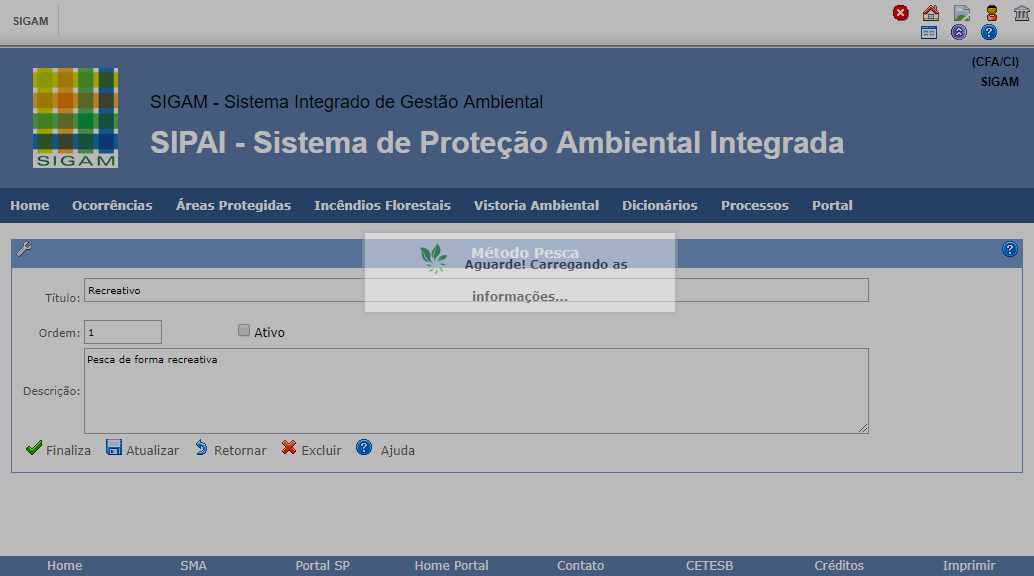 SIGAM
(CFA/CI)
SIGAM
SIGAM
SIGAM - Sistema Integrado de Gestão Ambiental
SIPAI - Sistema de Proteção Ambiental Integrada
Home Ocorrências Áreas Protegidas Incêndios Florestais Vistoria Ambiental Dicionários Processos Portal
Método Pesca
Aguarde! Carregando as
informações...
Título: Recreativo
Ordem: 1 Ativo
Descrição: Pesca de forma recreativa
Finaliza Atualizar Retornar Excluir Ajuda
Home SMA Portal SP Home Portal Contato CETESB Créditos Imprimir